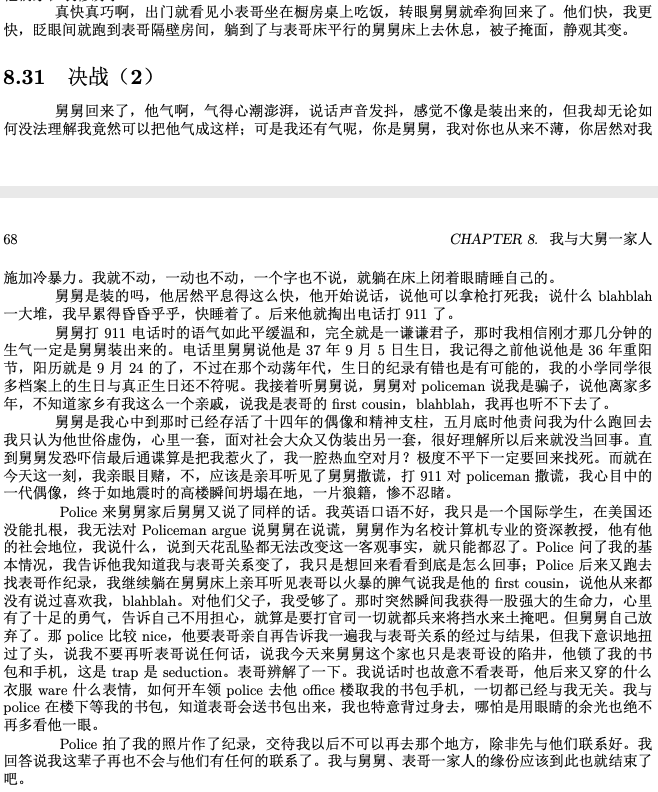 真快真巧啊，出门就看见小表哥坐在橱房桌上吃饭，转眼舅舅就牵狗回来了。他们快，我更
快，眨眼间就跑到表哥隔壁房间，躺到了与表哥床平行的舅舅床上去休息，被子掩面，静观其变。
8.31 决战（2）
舅舅回来了，他气啊，气得心潮澎湃，说话声音发抖，感觉不像是装出来的，但我却无论如
何没法理解我竟然可以把他气成这样；可是我还有气呢，你是舅舅，我对你也从来不薄，你居然对我
68 CHAPTER 8. 我与大舅一家人
施加冷暴力。我就不动，一动也不动，一个字也不说，就躺在床上闭着眼睛睡自己的。
舅舅是装的吗，他居然平息得这么快，他开始说话，说他可以拿枪打死我；说什么 blahblah
一大堆，我早累得昏昏乎乎，快睡着了。后来他就掏出电话打 911 了。
舅舅打 911 电话时的语气如此平缓温和，完全就是一谦谦君子，那时我相信刚才那几分钟的
生气一定是舅舅装出来的。电话里舅舅说他是 37 年 9 月 5 日生日，我记得之前他说他是 36 年重阳
节，阳历就是 9 月 24 的了，不过在那个动荡年代，生日的纪录有错也是有可能的，我的小学同学很
多档案上的生日与真正生日还不符呢。我接着听舅舅说，舅舅对 policeman 说我是骗子，说他离家多
年，不知道家乡有我这么一个亲戚，说我是表哥的 first cousin，blahblah，我再也听不下去了。
舅舅是我心中到那时已经存活了十四年的偶像和精神支柱，五月底时他责问我为什么跑回去
我只认为他世俗虚伪，心里一套，面对社会大众又伪装出另一套，很好理解所以后来就没当回事。直
到舅舅发恐吓信最后通谍算是把我惹火了，我一腔热血空对月？极度不平下一定要回来找死。而就在
今天这一刻，我亲眼目赌，不，应该是亲耳听见了舅舅撒谎，打 911 对 policeman 撒谎，我心目中的
一代偶像，终于如地震时的高楼瞬间坍塌在地，一片狼籍，惨不忍睹。
Police 来舅舅家后舅舅又说了同样的话。我英语口语不好，我只是一个国际学生，在美国还
没能扎根，我无法对 Policeman argue 说舅舅在说谎，舅舅作为名校计算机专业的资深教授，他有他
的社会地位，我说什么，说到天花乱坠都无法改变这一客观事实，就只能都忍了。Police 问了我的基
本情况，我告诉他我知道我与表哥关系变了，我只是想回来看看到底是怎么回事；Police 后来又跑去
找表哥作纪录，我继续躺在舅舅床上亲耳听见表哥以火暴的脾气说我是他的 first cousin，说他从来都
没有说过喜欢我，blahblah。对他们父子，我受够了。那时突然瞬间我获得一股强大的生命力，心里
有了十足的勇气，告诉自己不用担心，就算是要打官司一切就都兵来将挡水来土掩吧。但舅舅自己放
弃了。那 police 比较 nice，他要表哥亲自再告诉我一遍我与表哥关系的经过与结果，但我下意识地扭
过了头，说我不要再听表哥说任何话，说我今天来舅舅这个家也只是表哥设的陷井，他锁了我的书
包和手机，这是 trap 是 seduction。表哥辨解了一下。我说话时也故意不看表哥，他后来又穿的什么
衣服 ware 什么表情，如何开车领 police 去他 office 楼取我的书包手机，一切都已经与我无关。我与
police 在楼下等我的书包，知道表哥会送书包出来，我也特意背过身去，哪怕是用眼睛的余光也绝不
再多看他一眼。
Police 拍了我的照片作了纪录，交待我以后不可以再去那个地方，除非先与他们联系好。我
回答说我这辈子再也不会与他们有任何的联系了。我与舅舅、表哥一家人的缘份应该到此也就结束了
吧。